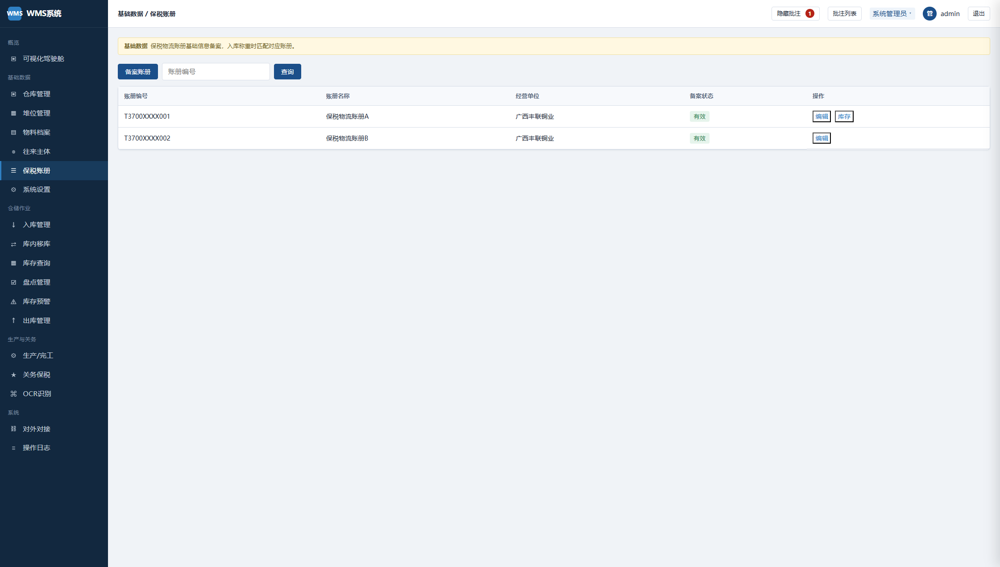 WMS WMS系统
概览
可视化驾驶舱
基础数据
仓库管理
堆位管理
物料档案
往来主体
保税账册
系统设置
仓储作业
入库管理
库内移库
库存查询
盘点管理
库存预警
出库管理
生产与关务
生产/完工
关务保税
OCR识别
系统
对外对接
操作日志
基础数据 / 保税账册
隐藏批注 1 批注列表 系统管理员 管 admin 退出
基础数据 保税物流账册基础信息备案，入库称重时匹配对应账册。
备案账册 账册编号 查询
账册编号 账册名称 经营单位 备案状态 操作
T3700XXXX001 保税物流账册A 广西丰联铜业 有效 编辑 库存
T3700XXXX002 保税物流账册B 广西丰联铜业 有效 编辑